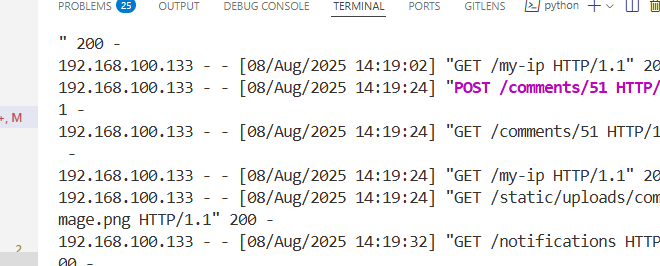 PROBLEMS 25 OUTPUT DEBUG CONSOLE TERMINAL PORTS GITLENS python
" 200 -
192.168.100.133 - - [08/Aug/2025 14:19:02] "GET /my-ip HTTP/1.1" 20
192.168.100.133 - - [08/Aug/2025 14:19:24] "POST /comments/51 HTTP/
1 -
192.168.100.133 - - [08/Aug/2025 14:19:24] "GET /comments/51 HTTP/1
-
192.168.100.133 - - [08/Aug/2025 14:19:24] "GET /my-ip HTTP/1.1" 20
192.168.100.133 - - [08/Aug/2025 14:19:24] "GET /static/uploads/com
mage.png HTTP/1.1" 200 -
192.168.100.133 - - [08/Aug/2025 14:19:32] "GET /notifications HTTP
00 -
+, M
2